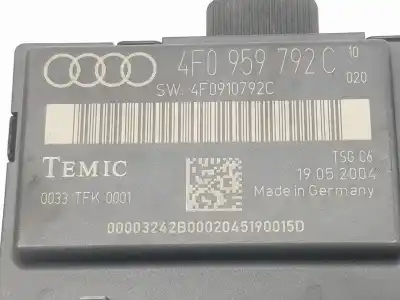 4F0 959 792 C 10
020
SW: 4F0910792C
TEMIC
TSG C6
19.05.2004
0033 TFK 0001
Made in Germany
00003242B0002045190015D